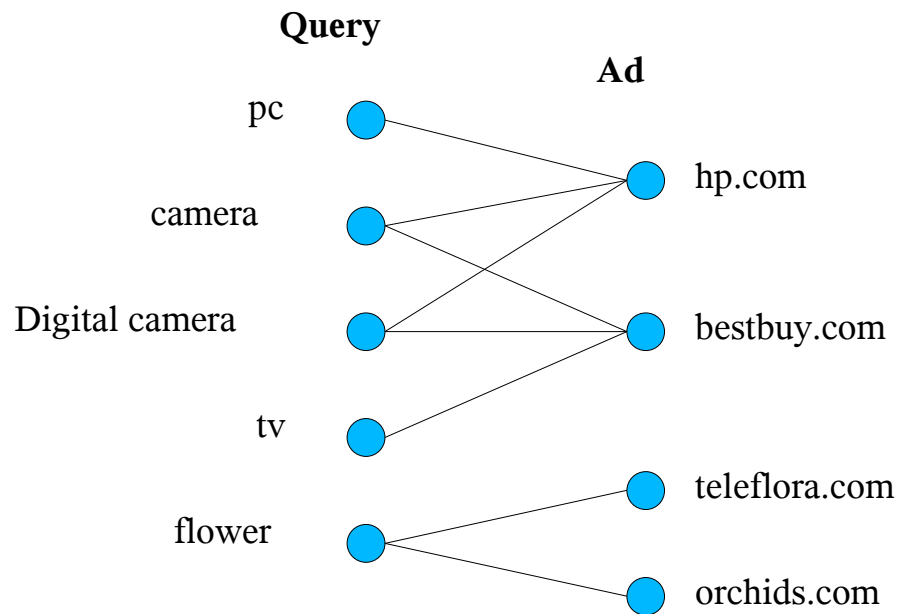 Query
Ad
pc
hp.com
camera
Digital camera
bestbuy.com
tv
teleflora.com
flower
orchids.com